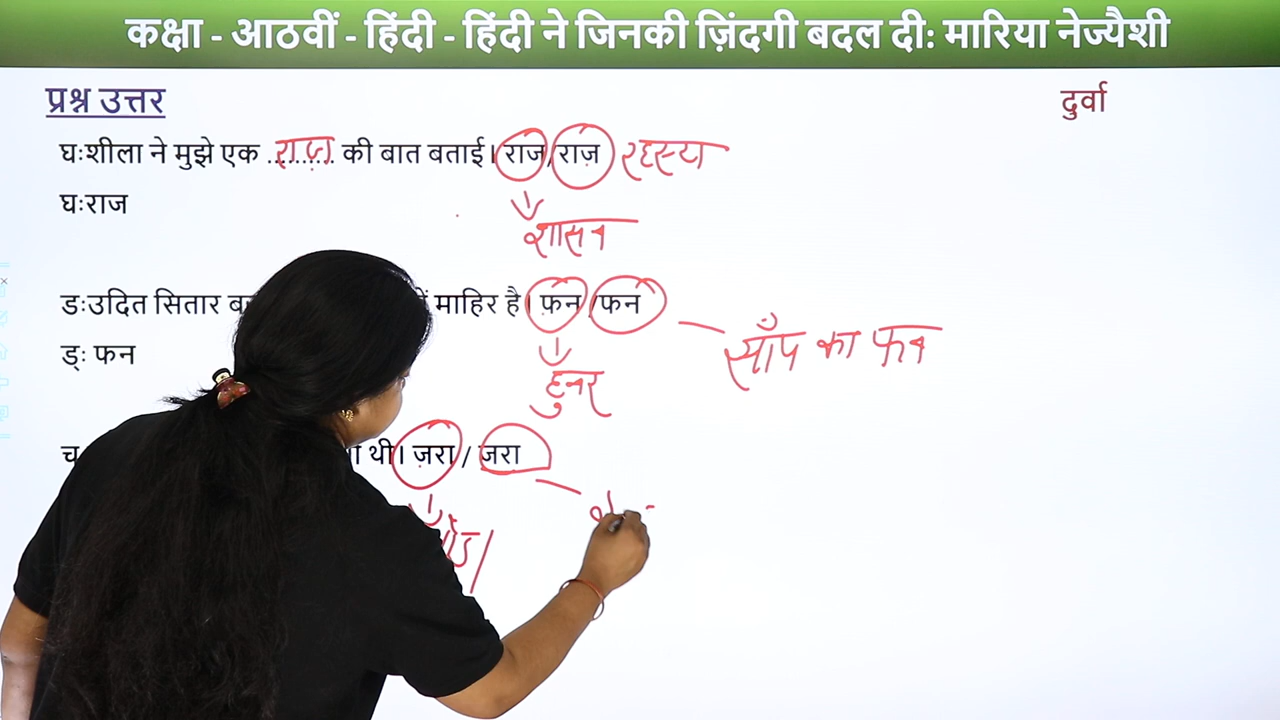 कक्षा - आठवीं - हिंदी - हिंदी ने जिनकी ज़िंदगी बदल दी: मारिया नेज्यैशी
प्रश्न उत्तर
दुर्वा
घः शीला ने मुझे एक ..राज़.. की बात बताई। राज/राज़ रहस्या
घः राज
शासन
ङः उदित सितार माहिर है। फ़न /फन
साँप का फन
ङ्ः फन
हुनर
च थी। ज़रा / जरा